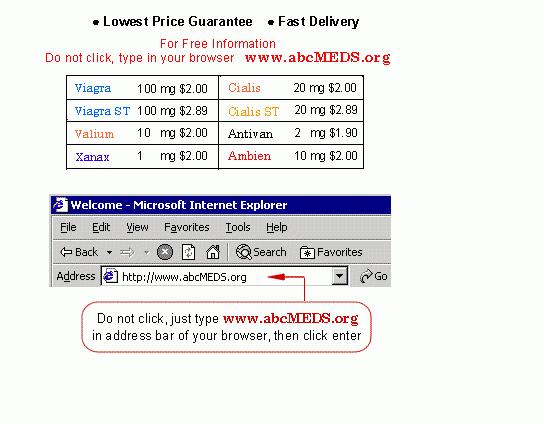 ● Lowest Price Guarantee ● Fast Delivery
For Free Information
Do not click, type in your browser www.abcMEDS.org
Viagra 100 mg $2.00 Cialis 20 mg $2.00
Viagra ST 100 mg $2.89 Cialis ST 20 mg $2.89
Valium 10 mg $2.00 Antivan 2 mg $1.90
Xanax 1 mg $2.00 Ambien 10 mg $2.00
Welcome - Microsoft Internet Explorer
File Edit View Favorites Tools Help
Back Search Favorites
Address http://www.abcMEDS.org Go
Do not click, just type www.abcMEDS.org
in address bar of your browser, then click enter